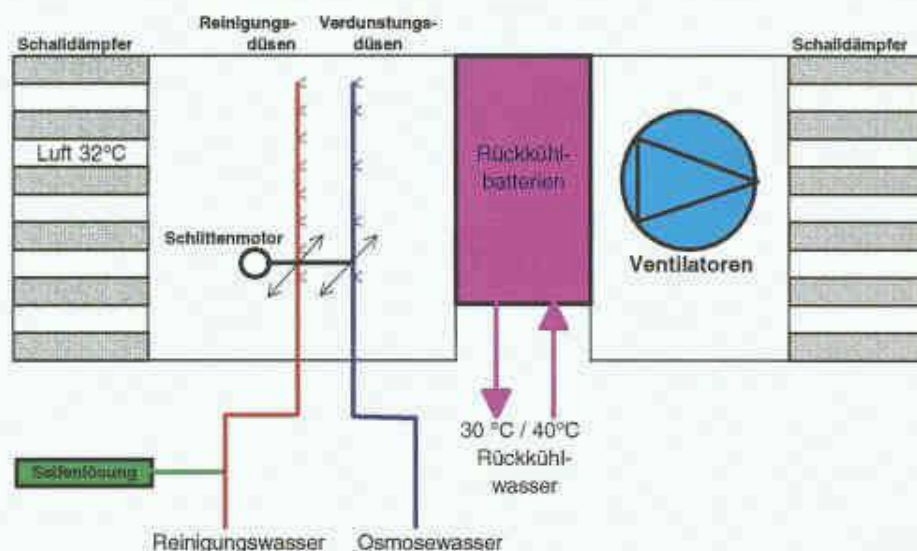 Reinigungs-
düsen
Verdunstungs-
düsen
Schalldämpfer
Schalldämpfer
Luft 32°C
Rückkühl-
batterien
Schlittenmotor
Ventilatoren
30 °C / 40°C
Rückkühl-
wasser
Seifenlösung
Reinigungswasser
Osmosewasser